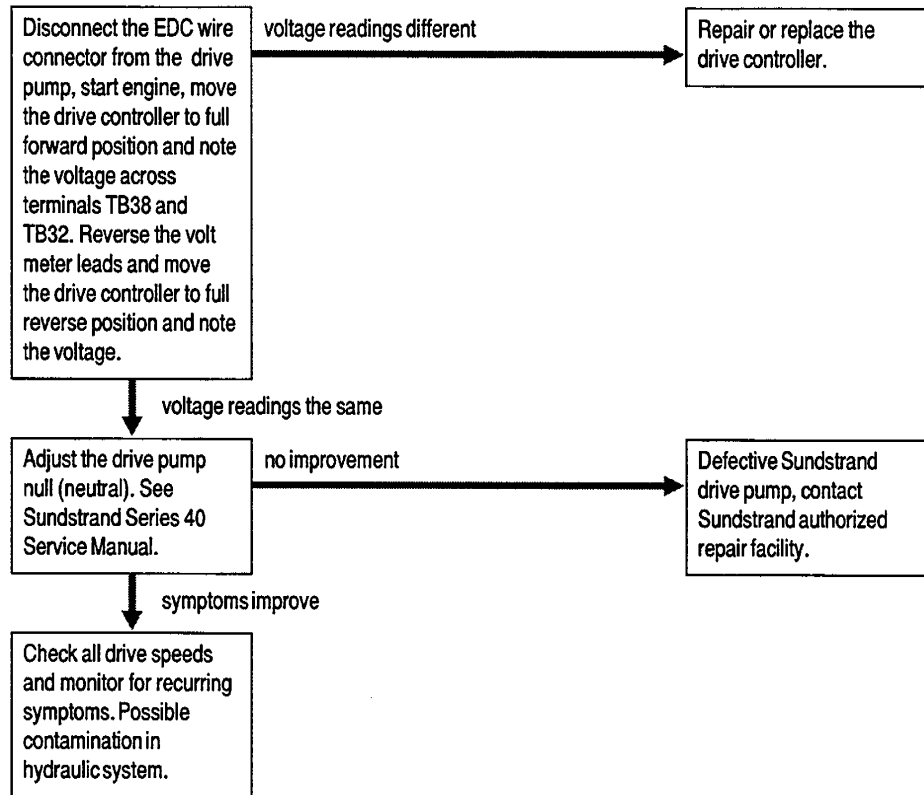 Disconnect the EDC wire
connector from the drive
pump, start engine, move
the drive controller to full
forward position and note
the voltage across
terminals TB38 and
TB32. Reverse the volt
meter leads and move
the drive controller to full
reverse position and note
the voltage.
voltage readings different
Repair or replace the
drive controller.
voltage readings the same
Adjust the drive pump
null (neutral). See
Sundstrand Series 40
Service Manual.
no improvement
Defective Sundstrand
drive pump, contact
Sundstrand authorized
repair facility.
symptoms improve
Check all drive speeds
and monitor for recurring
symptoms. Possible
contamination in
hydraulic system.